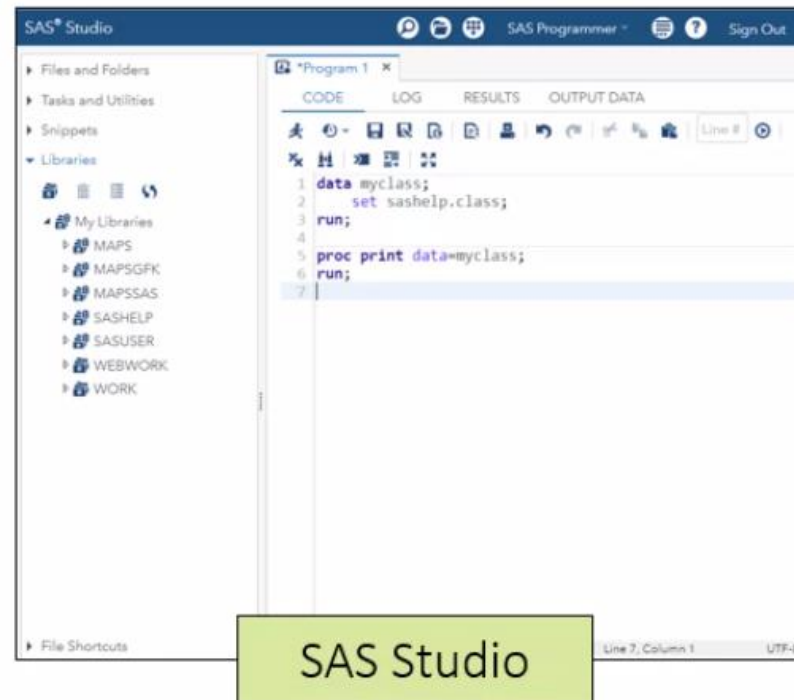 SAS® Studio
SAS Programmer
Sign Out
Files and Folders
Tasks and Utilities
Snippets
Libraries
My Libraries
MAPS
MAPSGFK
MAPSSAS
SASHELP
SASUSER
WEBWORK
WORK
File Shortcuts
*Program 1
CODE LOG RESULTS OUTPUT DATA
Line #
1 data myclass;
2 set sashelp.class;
3 run;
4
5 proc print data=myclass;
6 run;
7
Line 7, Column 1
UTF-
SAS Studio